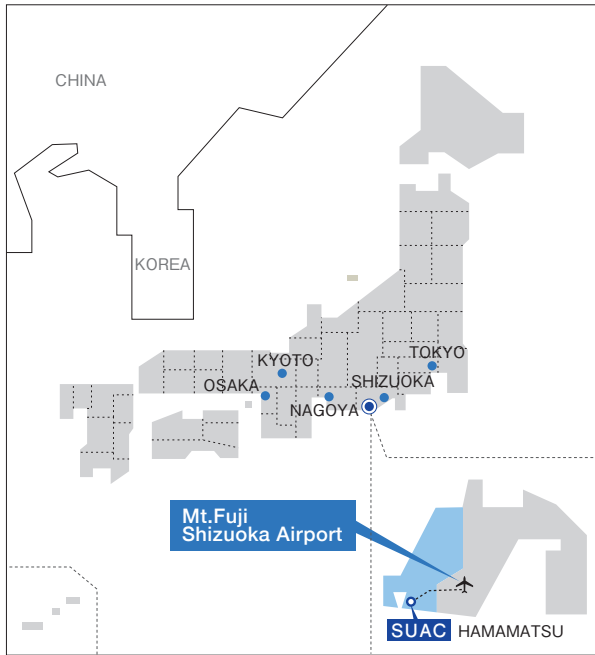 CHINA
KOREA
KYOTO
TOKYO
OSAKA
SHIZUOKA
NAGOYA
Mt.Fuji
Shizuoka Airport
SUAC HAMAMATSU